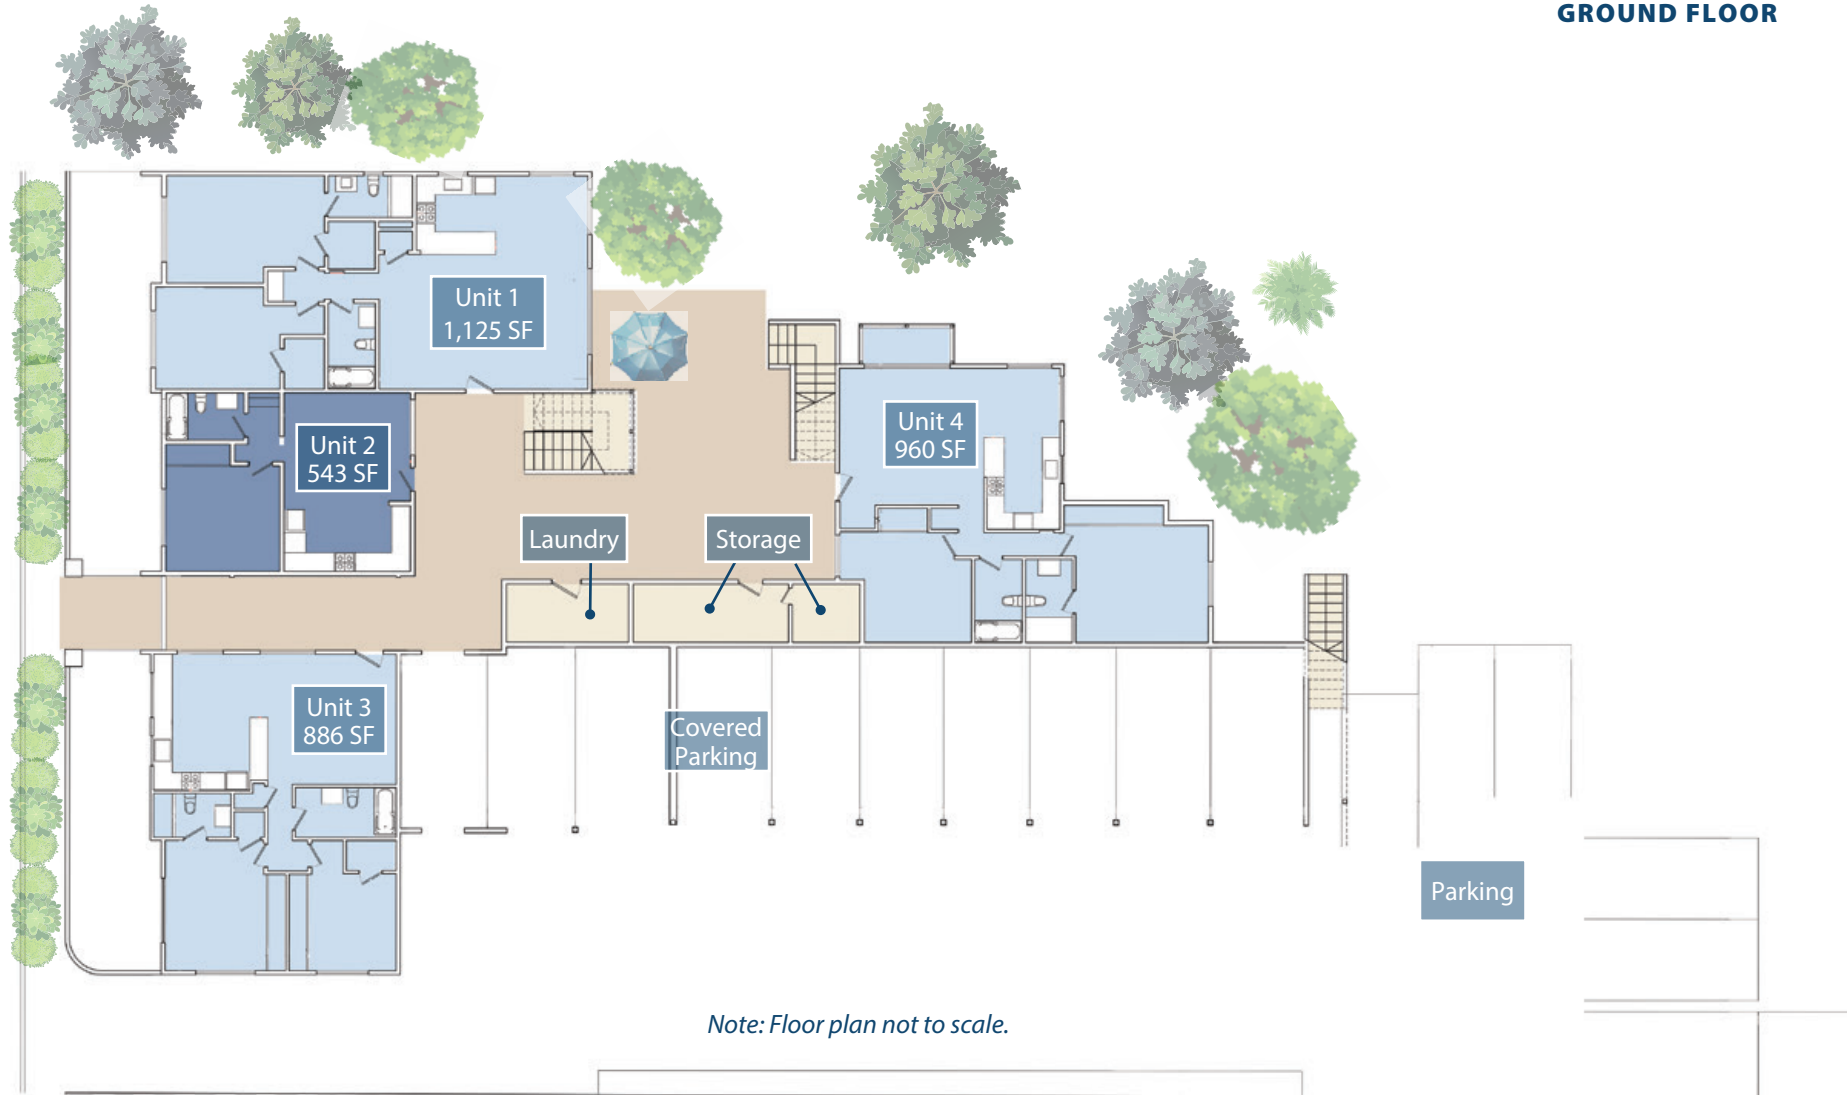 GROUND FLOOR
Unit 1
1,125 SF
Unit 2
543 SF
Unit 4
960 SF
Laundry
Storage
Unit 3
886 SF
Covered
Parking
Parking
Note: Floor plan not to scale.